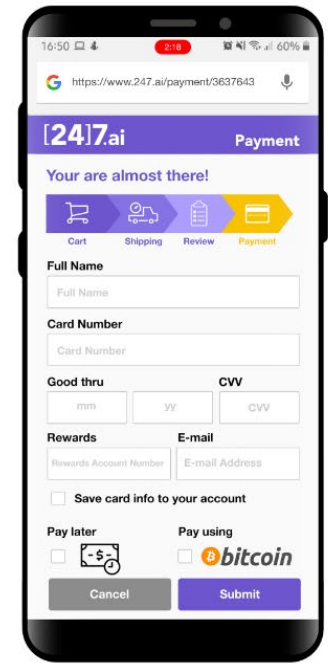 16:50 2:18 60%
https://www.247.ai/payment/3637643
[24]7.ai Payment
Your are almost there!
Cart Shipping Review Payment
Full Name
Full Name
Card Number
Card Number
Good thru CVV
mm yy CVV
Rewards E-mail
Rewards Account Number E-mail Address
Save card info to your account
Pay later Pay using
-$- bitcoin
Cancel Submit